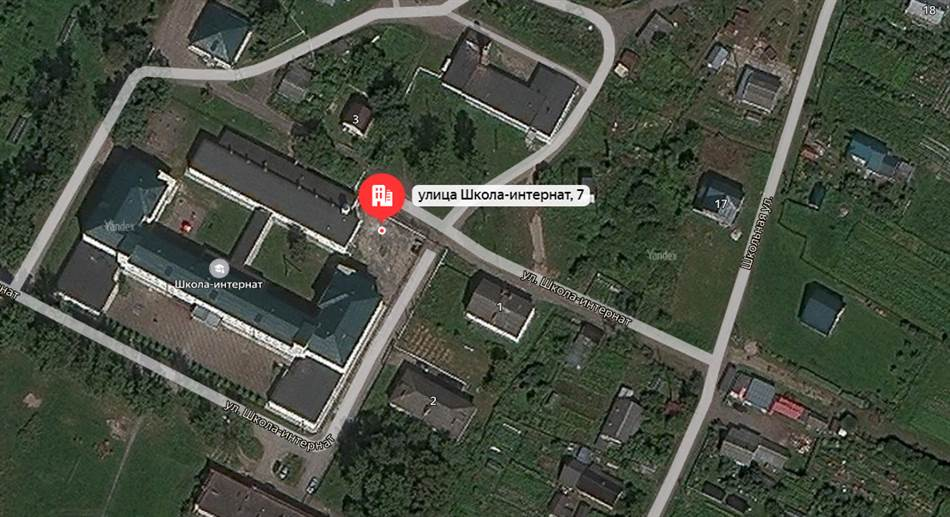 18
3
улица Школа-интернат, 7
17
Школьная ул.
Yandex
Yandex
Школа-интернат
ул. Школа-интернат
нат
1
2
ул. Школа-интернат